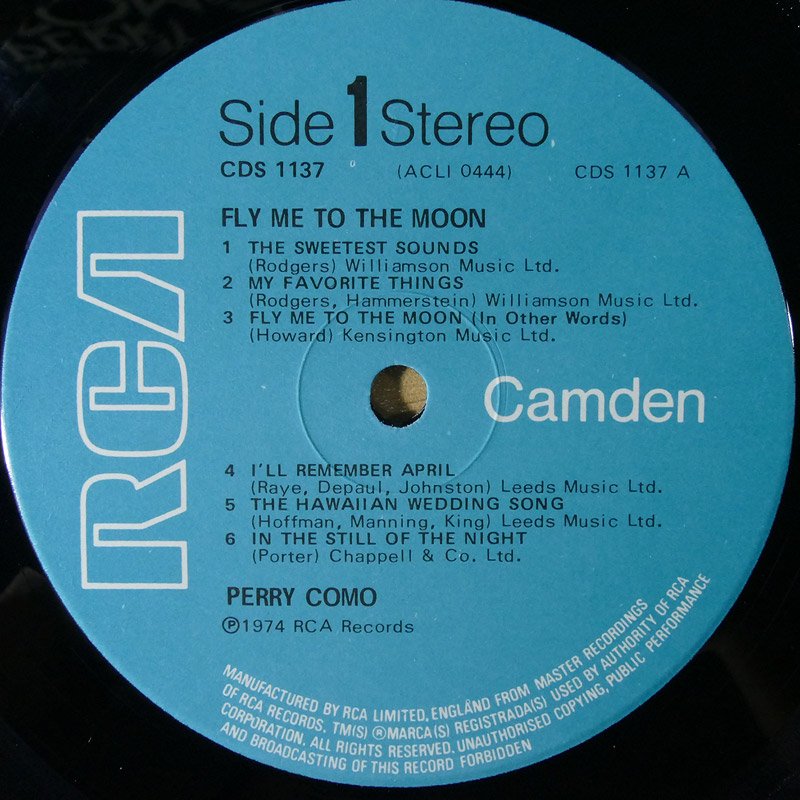 Side 1 Stereo
CDS 1137 (ACLI 0444) CDS 1137 A
FLY ME TO THE MOON
1 THE SWEETEST SOUNDS
(Rodgers) Williamson Music Ltd.
2 MY FAVORITE THINGS
(Rodgers, Hammerstein) Williamson Music Ltd.
3 FLY ME TO THE MOON (In Other Words)
(Howard) Kensington Music Ltd.
RCA
Camden
4 I'LL REMEMBER APRIL
(Raye, Depaul, Johnston) Leeds Music Ltd.
5 THE HAWAIIAN WEDDING SONG
(Hoffman, Manning, King) Leeds Music Ltd.
6 IN THE STILL OF THE NIGHT
(Porter) Chappell & Co. Ltd.
PERRY COMO
℗1974 RCA Records
MANUFACTURED BY RCA LIMITED, ENGLAND FROM MASTER RECORDINGS
OF RCA RECORDS. TM(S) ® MARCA(S) REGISTRADA(S) USED BY AUTHORITY OF RCA
CORPORATION. ALL RIGHTS RESERVED. UNAUTHORISED COPYING, PUBLIC PERFORMANCE
AND BROADCASTING OF THIS RECORD FORBIDDEN